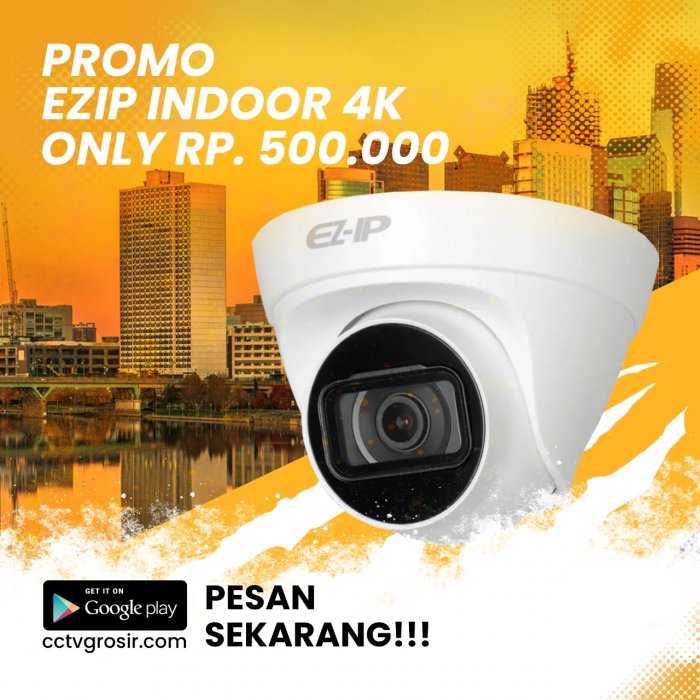 PROMO
EZIP INDOOR 4K
ONLY RP. 500.000
EZ-IP
GET IT ON
Google play
cctvgrosir.com
PESAN
SEKARANG!!!